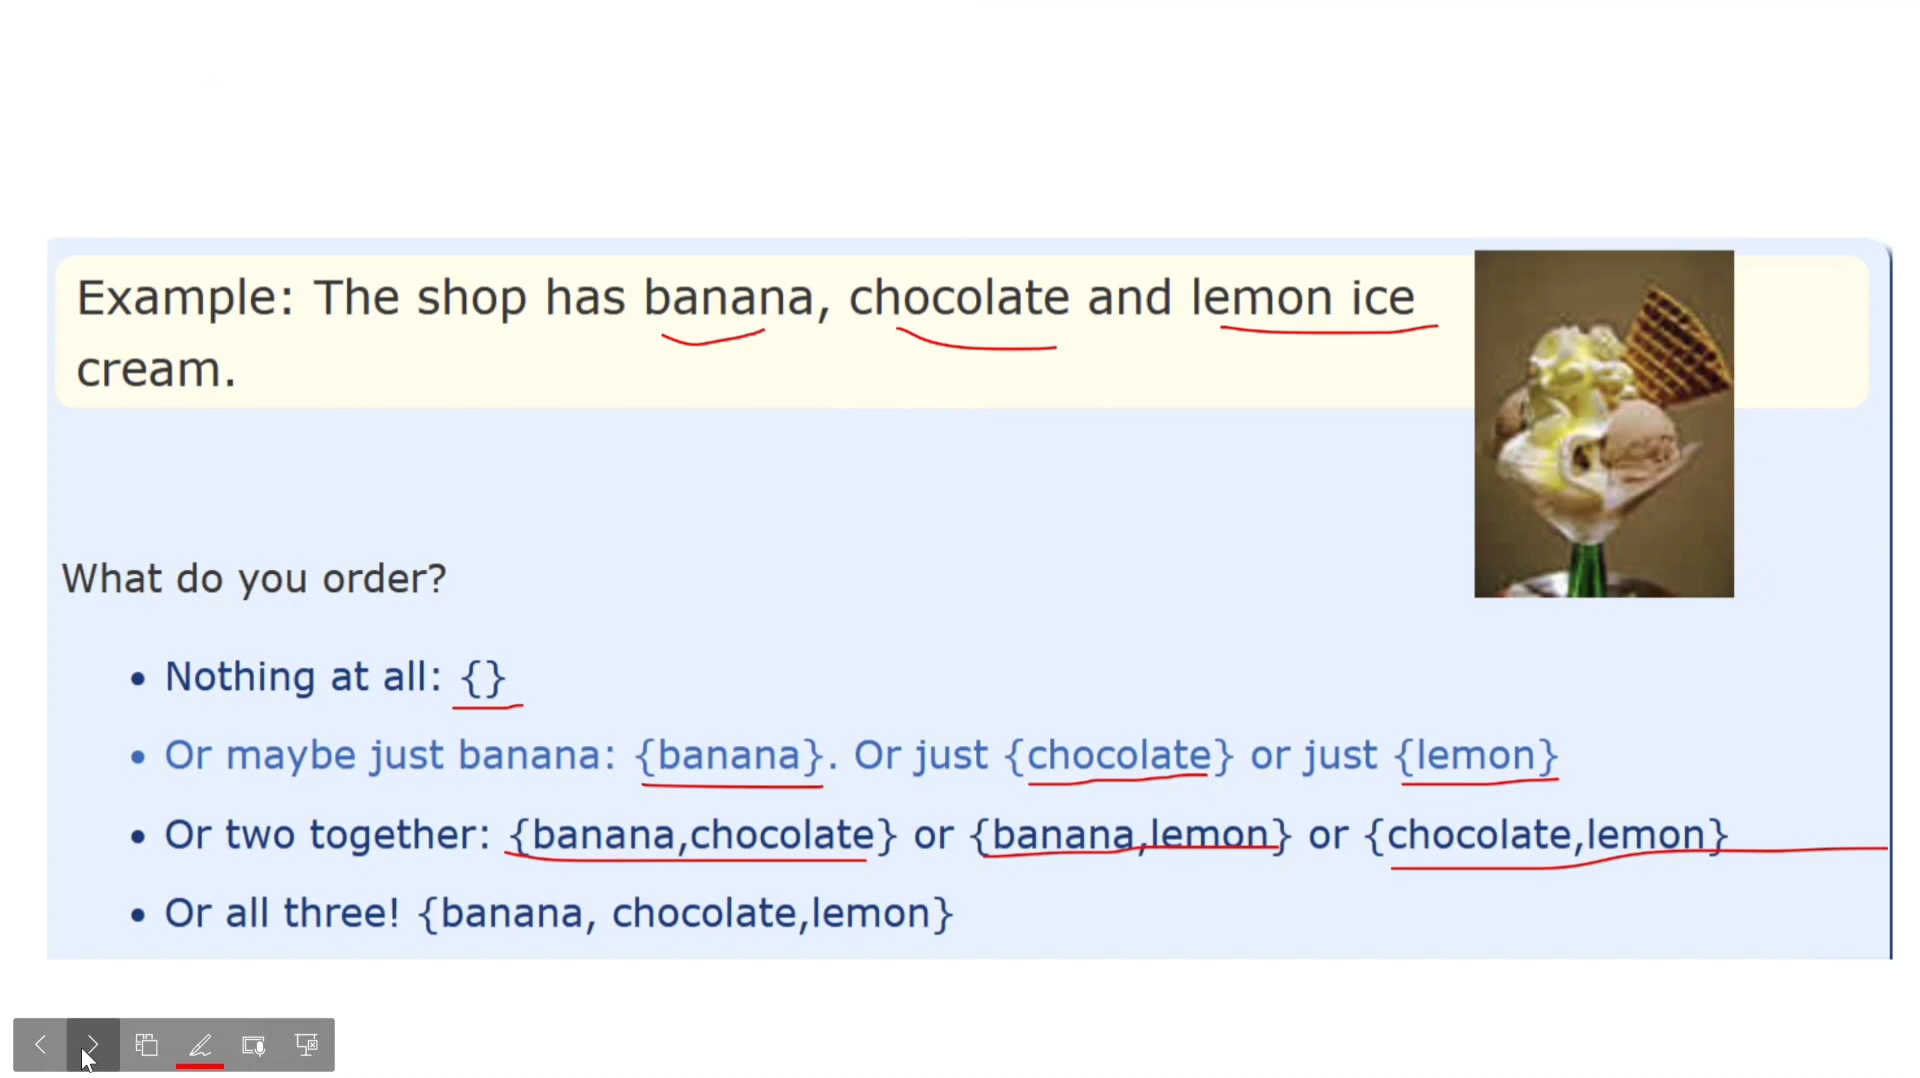 Example: The shop has banana, chocolate and lemon ice
cream.
What do you order?
• Nothing at all: {}
• Or maybe just banana: {banana}. Or just {chocolate} or just {lemon}
• Or two together: {banana,chocolate} or {banana,lemon} or {chocolate,lemon}
• Or all three! {banana, chocolate,lemon}